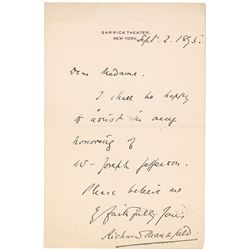 GARRICK THEATER,
NEW YORK.
Sept. 2. 1895.
Dear Madame.
I shall be happy
to assist in any
honoring of
Mr Joseph Jefferson.
Please believe me
faithfully Yours
Richard Mansfield